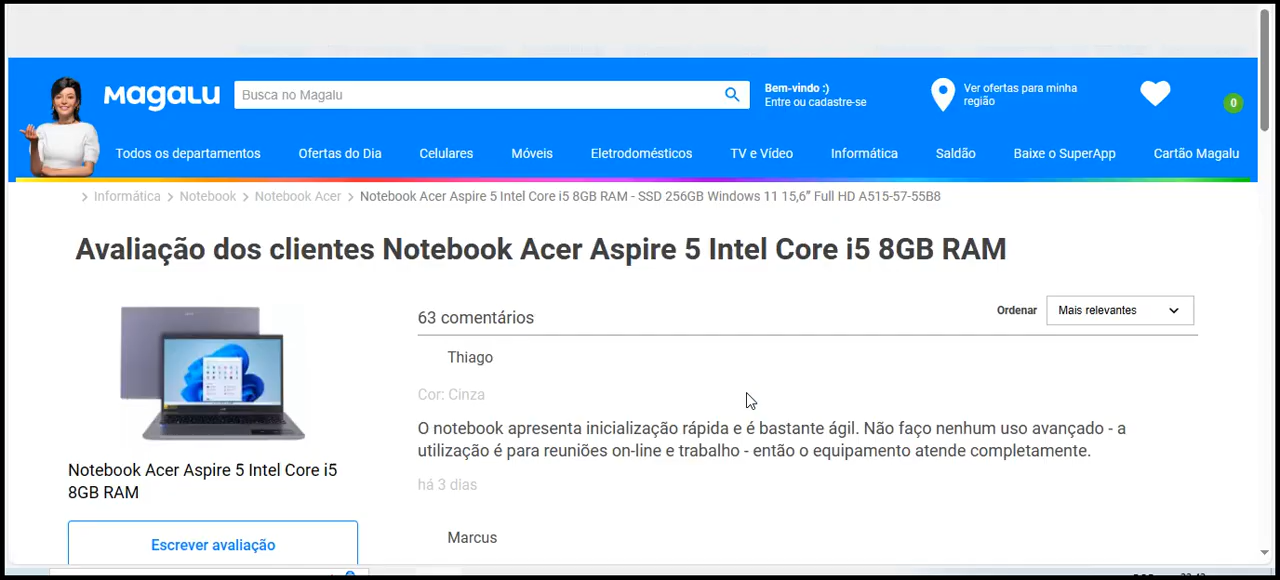 MagaLu
Busca no Magalu
Bem-vindo :)
Entre ou cadastre-se
Ver ofertas para minha
região
0
Todos os departamentos
Ofertas do Dia
Celulares
Móveis
Eletrodomésticos
TV e Vídeo
Informática
Saldão
Baixe o SuperApp
Cartão Magalu
> Informática > Notebook > Notebook Acer > Notebook Acer Aspire 5 Intel Core i5 8GB RAM - SSD 256GB Windows 11 15,6” Full HD A515-57-55B8
Avaliação dos clientes Notebook Acer Aspire 5 Intel Core i5 8GB RAM
63 comentários
Ordenar
Mais relevantes
Thiago
Cor: Cinza
O notebook apresenta inicialização rápida e é bastante ágil. Não faço nenhum uso avançado - a
utilização é para reuniões on-line e trabalho - então o equipamento atende completamente.
há 3 dias
Marcus
Notebook Acer Aspire 5 Intel Core i5
8GB RAM
Escrever avaliação